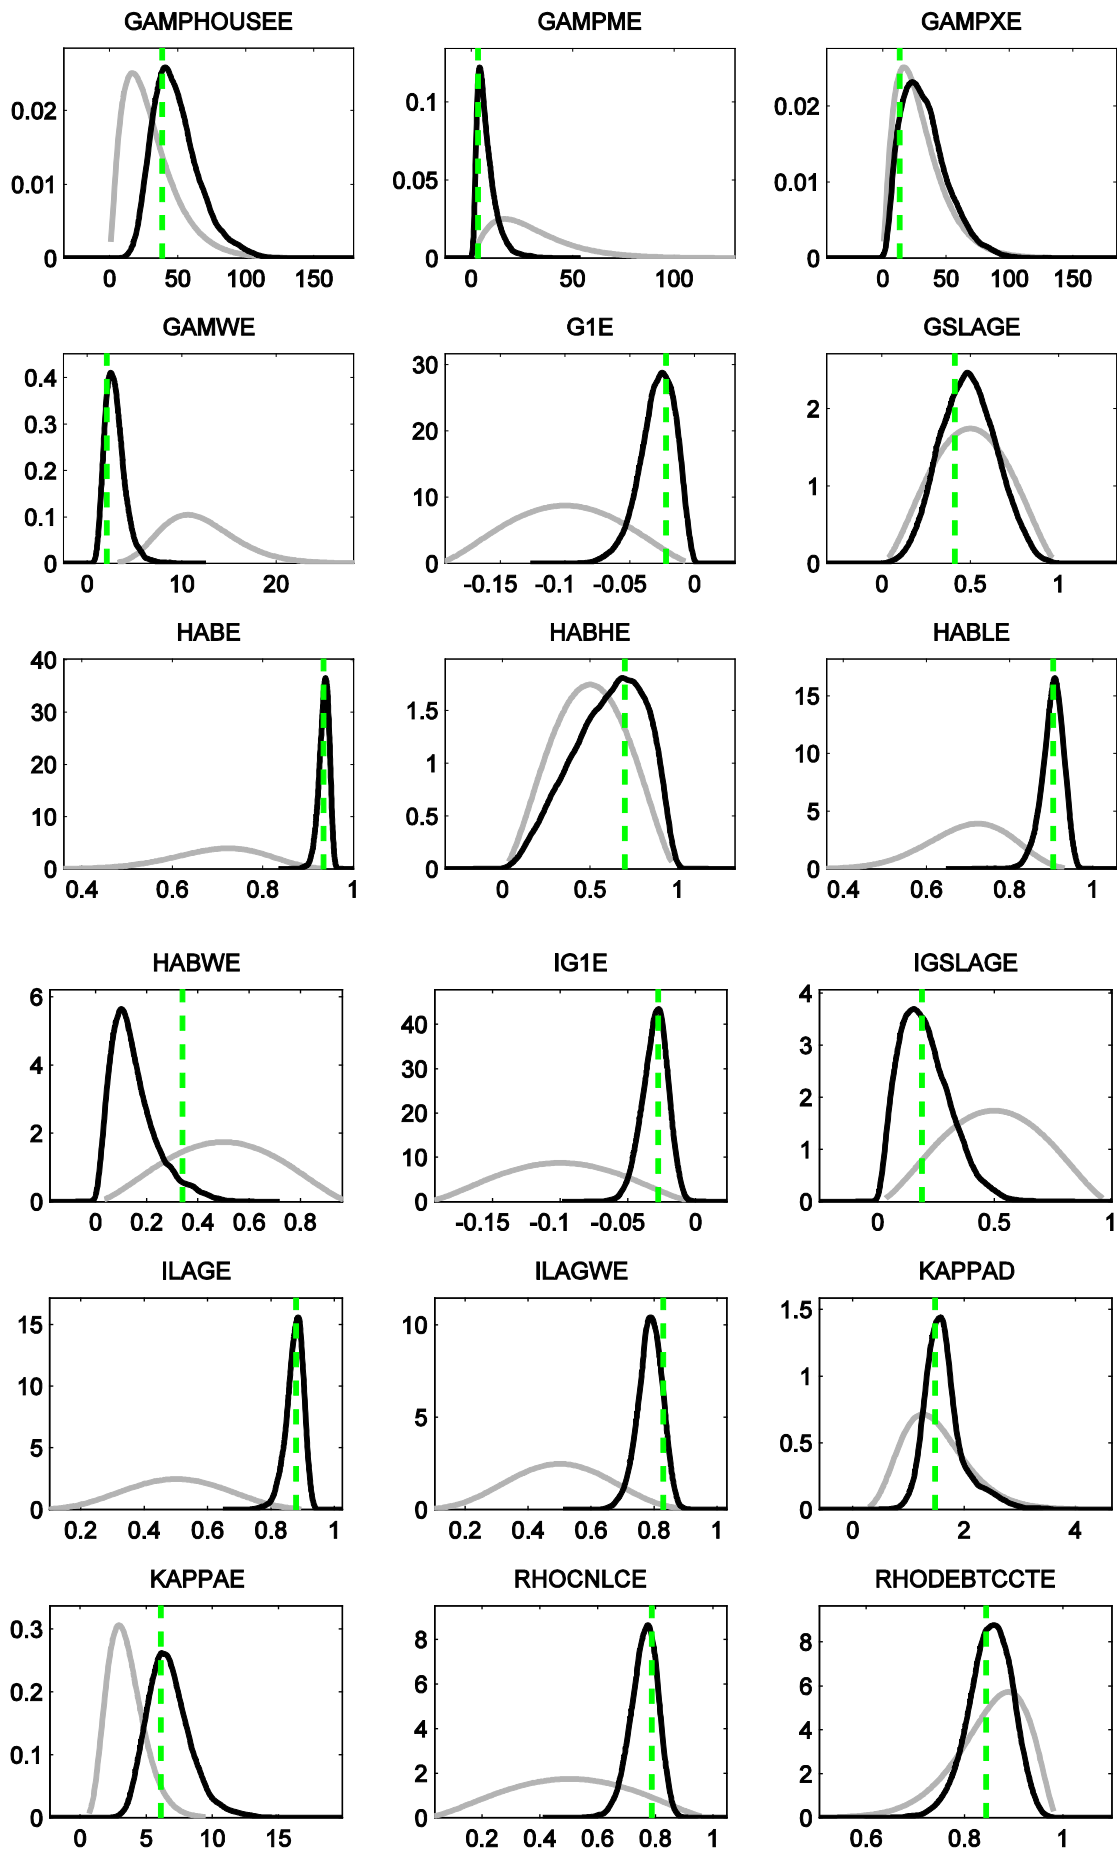 GAMPHOUSEE GAMPME GAMPXE
0.02 0.01 0
0 50 100 150
0.1 0.05 0
0 50 100
0.02 0.01 0
0 50 100 150
GAMWE G1E GSLAGE
0.4 0.3 0.2 0.1 0
0 10 20
30 20 10 0
-0.15 -0.1 -0.05 0
2 1 0
0 0.5 1
HABE HABHE HABLE
40 30 20 10 0
0.4 0.6 0.8 1
1.5 1 0.5 0
0 0.5 1
15 10 5 0
0.4 0.6 0.8 1
HABWE IG1E IGSLAGE
6 4 2 0
0 0.2 0.4 0.6 0.8
40 30 20 10 0
-0.15 -0.1 -0.05 0
4 3 2 1 0
0 0.5 1
ILAGE ILAGWE KAPPAD
15 10 5 0
0.2 0.4 0.6 0.8 1
10 5 0
0.2 0.4 0.6 0.8 1
1.5 1 0.5 0
0 2 4
KAPPAE RHOCNLCE RHODEBTCCTE
0.3 0.2 0.1 0
0 5 10 15
8 6 4 2 0
0.2 0.4 0.6 0.8 1
8 6 4 2 0
0.6 0.8 1